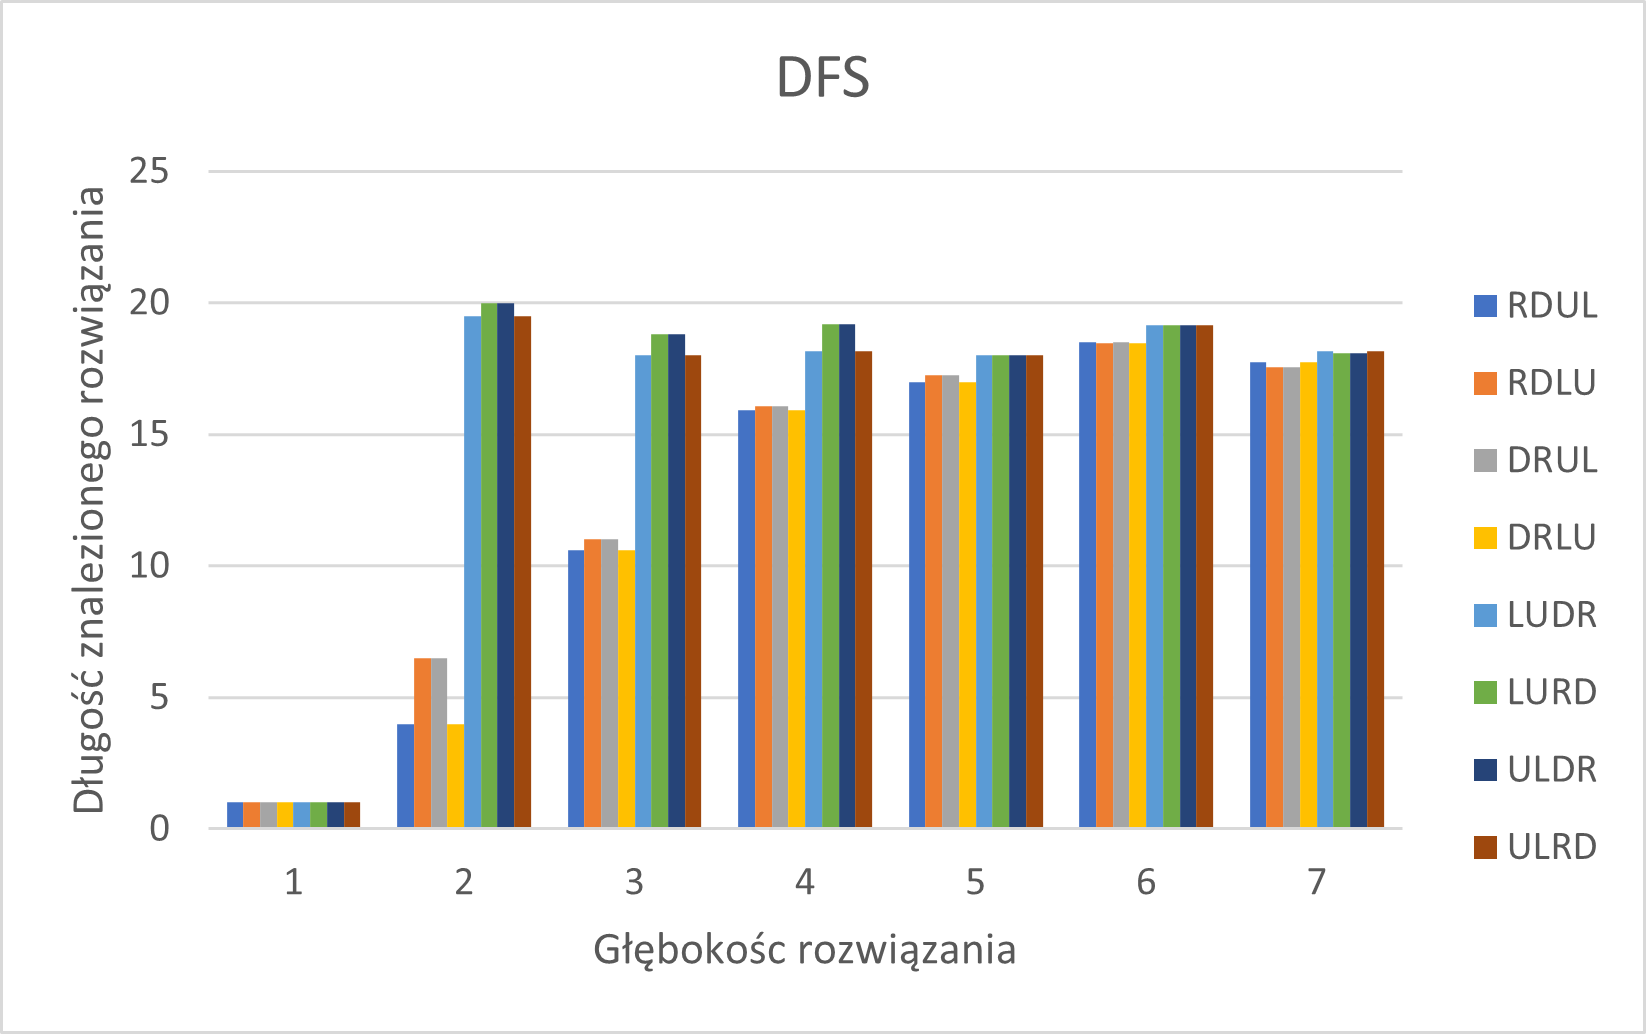 DFS
Długość znalezionego rozwiązania
25
20
15
10
5
0
1 2 3 4 5 6 7
Głębokośc rozwiązania
RDUL
RDLU
DRUL
DRLU
LUDR
LURD
ULDR
ULRD